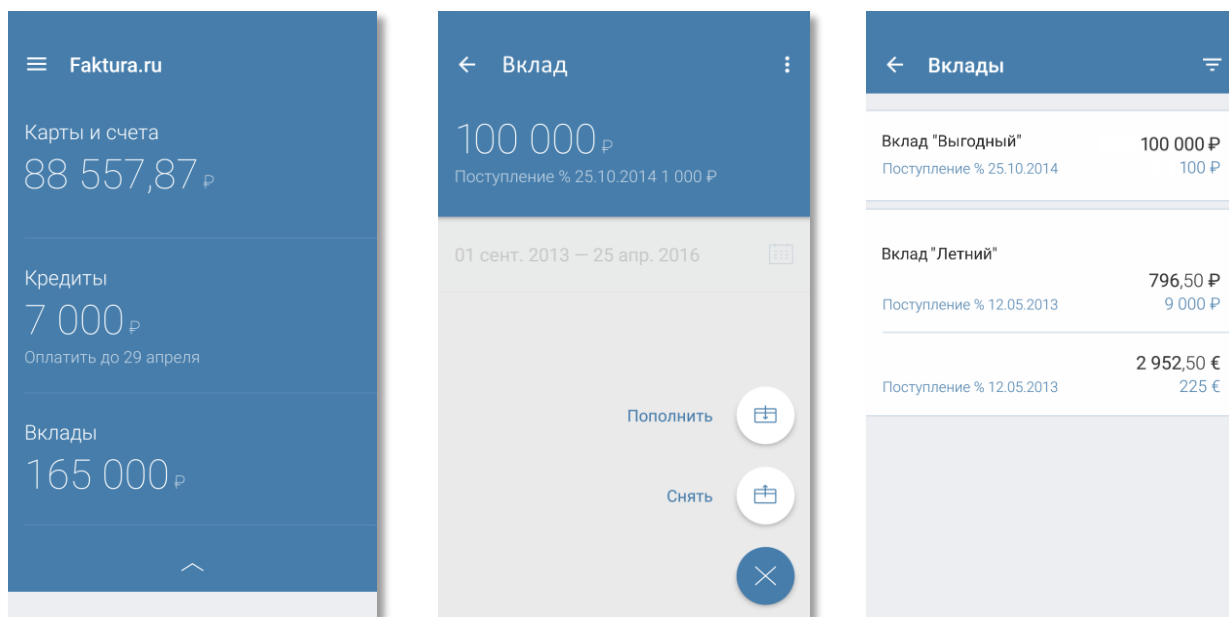 Faktura.ru
Карты и счета
88 557,87 ₽
Кредиты
7 000 ₽
Оплатить до 29 апреля
Вклады
165 000 ₽
Вклад
100 000 ₽
Поступление % 25.10.2014 1 000 ₽
01 сент. 2013 — 25 апр. 2016
Пополнить
Снять
Вклады
Вклад "Выгодный" 100 000 ₽
Поступление % 25.10.2014 100 ₽
Вклад "Летний"
796,50 ₽
Поступление % 12.05.2013 9 000 ₽
2 952,50 €
Поступление % 12.05.2013 225 €